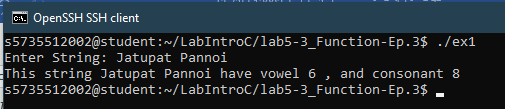 OpenSSH SSH client
s5735512002@student:~/LabIntroC/lab5-3_Function-Ep.3$ ./ex1
Enter String: Jatupat Pannoi
This string Jatupat Pannoi have vowel 6 , and consonant 8
s5735512002@student:~/LabIntroC/lab5-3_Function-Ep.3$